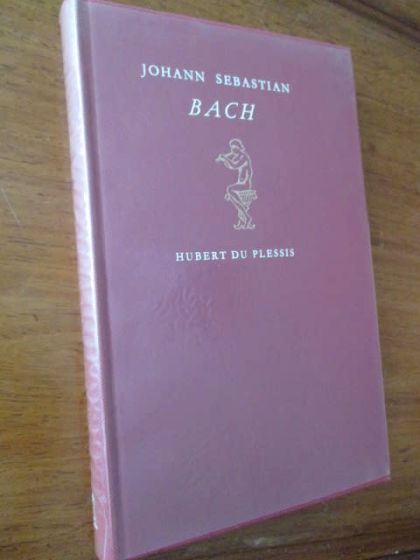 JOHANN SEBASTIAN
BACH
HUBERT DU PLESSIS